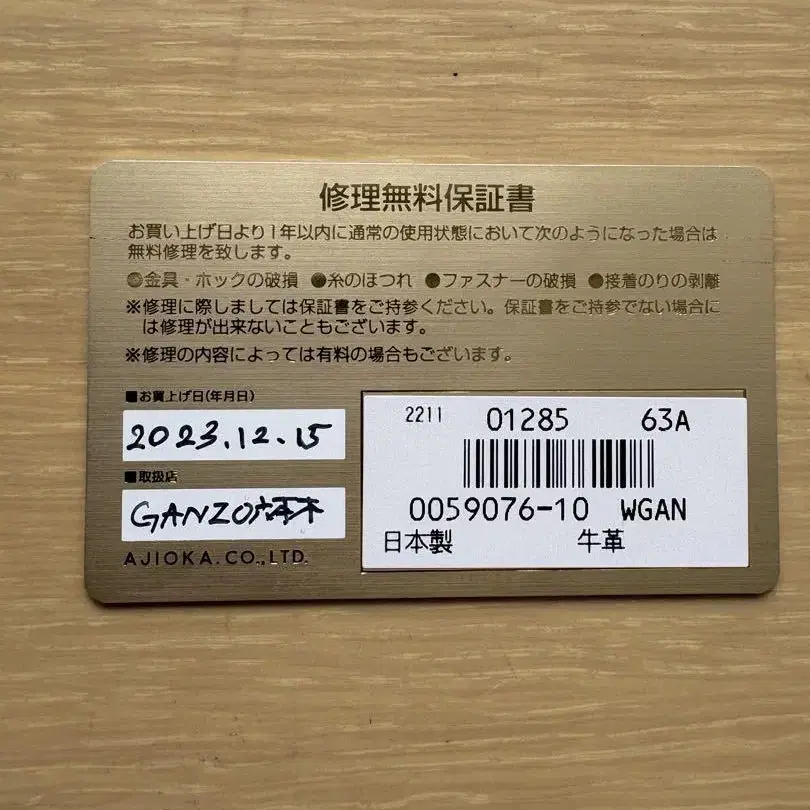 修理無料保証書
お買い上げ日より1年以内に通常の使用状態において次のようになった場合は
無料修理を致します。
●金具・ホックの破損 ●糸のほつれ ●ファスナーの破損 ●接着のりの剥離
※修理に際しましては保証書をご持参ください。保証書をご持参でない場合に
は修理が出来ないこともございます。
※修理の内容によっては有料の場合もございます。
■お買上げ日(年月日)
2023.12.15
■取扱店
GANZO六本木
AJIOKA.CO.,LTD.
2211 01285 63A
0059076-10 WGAN
日本製 牛革